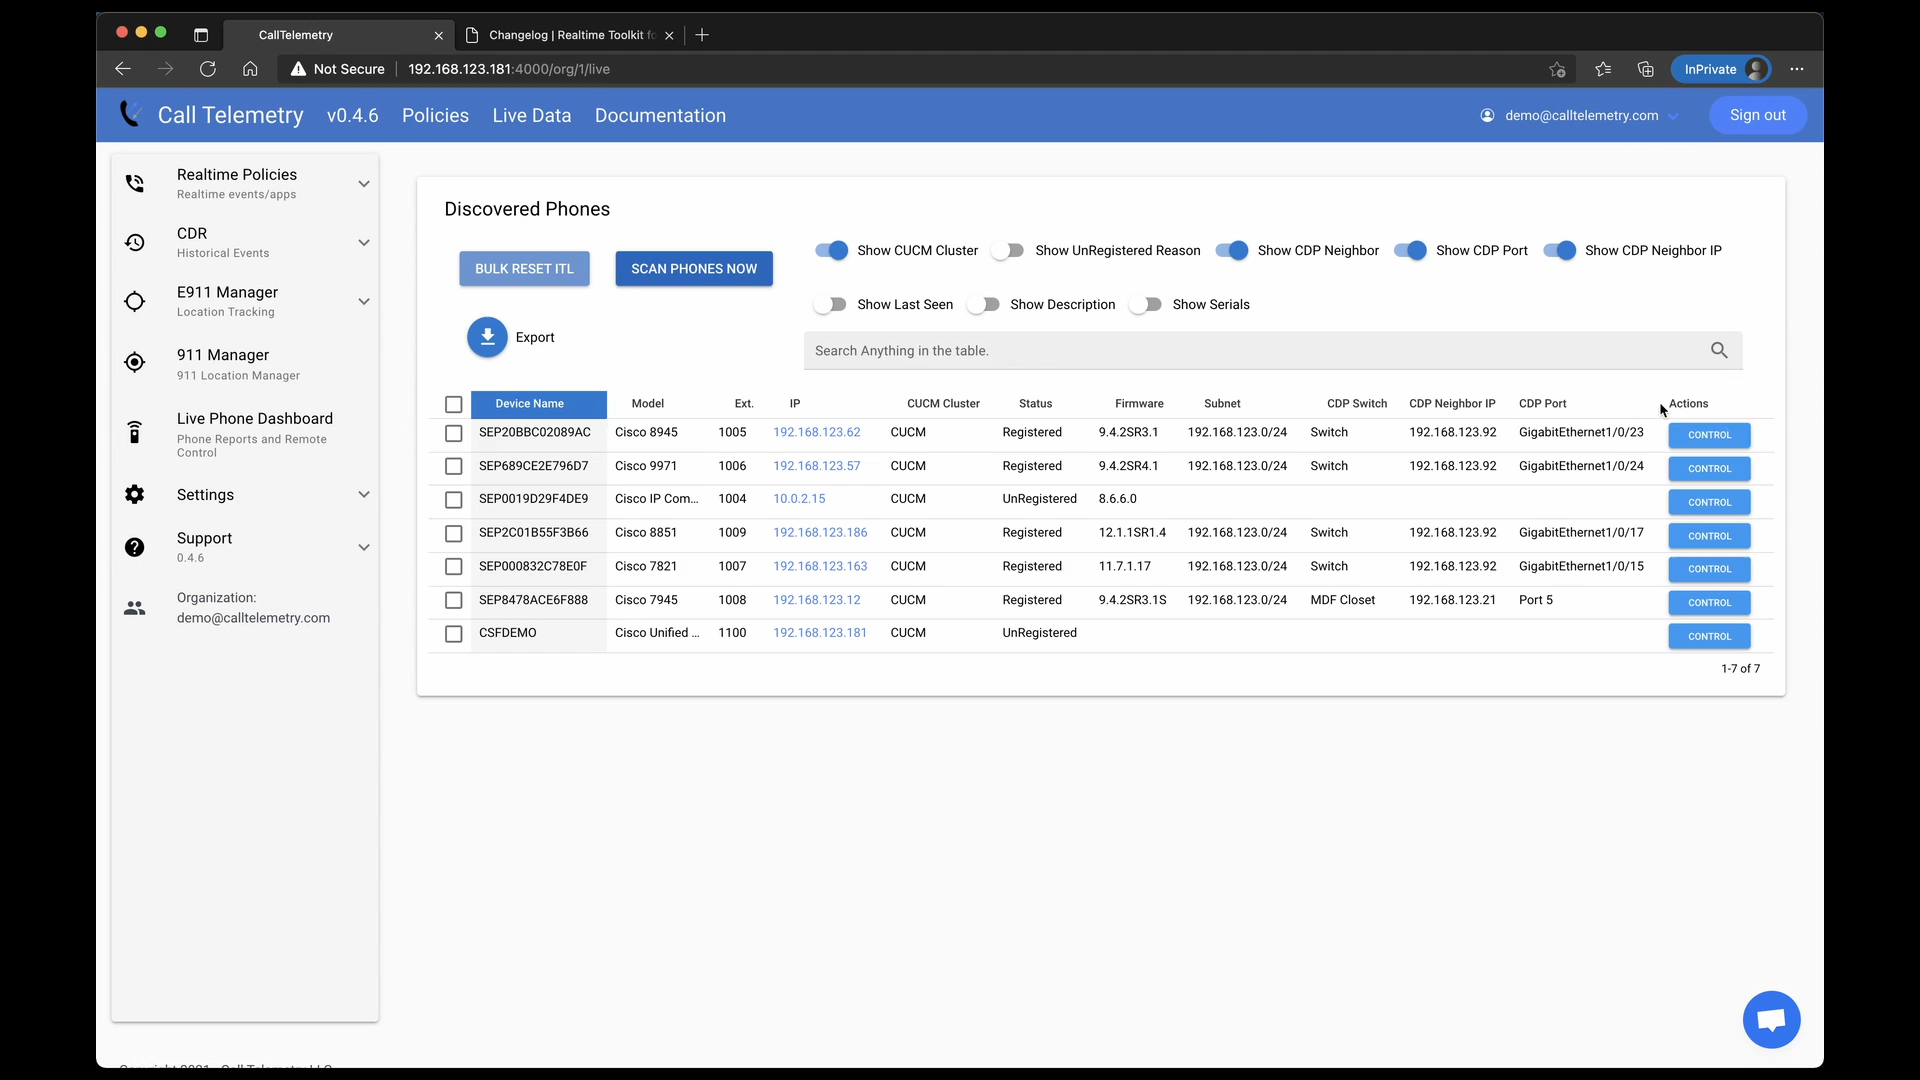 CallTelemetry
Changelog | Realtime Toolkit fo
Not Secure
192.168.123.181:4000/org/1/live
InPrivate
Call Telemetry v0.4.6 Policies Live Data Documentation
demo@calltelemetry.com
Sign out
Realtime Policies
Realtime events/apps
CDR
Historical Events
E911 Manager
Location Tracking
911 Manager
911 Location Manager
Live Phone Dashboard
Phone Reports and Remote
Control
Settings
Support
0.4.6
Organization:
demo@calltelemetry.com
Discovered Phones
BULK RESET ITL
SCAN PHONES NOW
Export
Show CUCM Cluster Show UnRegistered Reason Show CDP Neighbor Show CDP Port Show CDP Neighbor IP
Show Last Seen Show Description Show Serials
Search Anything in the table.
Device Name Model Ext. IP CUCM Cluster Status Firmware Subnet CDP Switch CDP Neighbor IP CDP Port Actions
SEP20BBC02089AC Cisco 8945 1005 192.168.123.62 CUCM Registered 9.4.2SR3.1 192.168.123.0/24 Switch 192.168.123.92 GigabitEthernet1/0/23 CONTROL
SEP689CE2E796D7 Cisco 9971 1006 192.168.123.57 CUCM Registered 9.4.2SR4.1 192.168.123.0/24 Switch 192.168.123.92 GigabitEthernet1/0/24 CONTROL
SEP0019D29F4DE9 Cisco IP Com... 1004 10.0.2.15 CUCM UnRegistered 8.6.6.0 CONTROL
SEP2C01B55F3B66 Cisco 8851 1009 192.168.123.186 CUCM Registered 12.1.1SR1.4 192.168.123.0/24 Switch 192.168.123.92 GigabitEthernet1/0/17 CONTROL
SEP000832C78E0F Cisco 7821 1007 192.168.123.163 CUCM Registered 11.7.1.17 192.168.123.0/24 Switch 192.168.123.92 GigabitEthernet1/0/15 CONTROL
SEP8478ACE6F888 Cisco 7945 1008 192.168.123.12 CUCM Registered 9.4.2SR3.1S 192.168.123.0/24 MDF Closet 192.168.123.21 Port 5 CONTROL
CSFDEMO Cisco Unified ... 1100 192.168.123.181 CUCM UnRegistered CONTROL
1-7 of 7
Copyright 2021 - Call Telemetry LLC